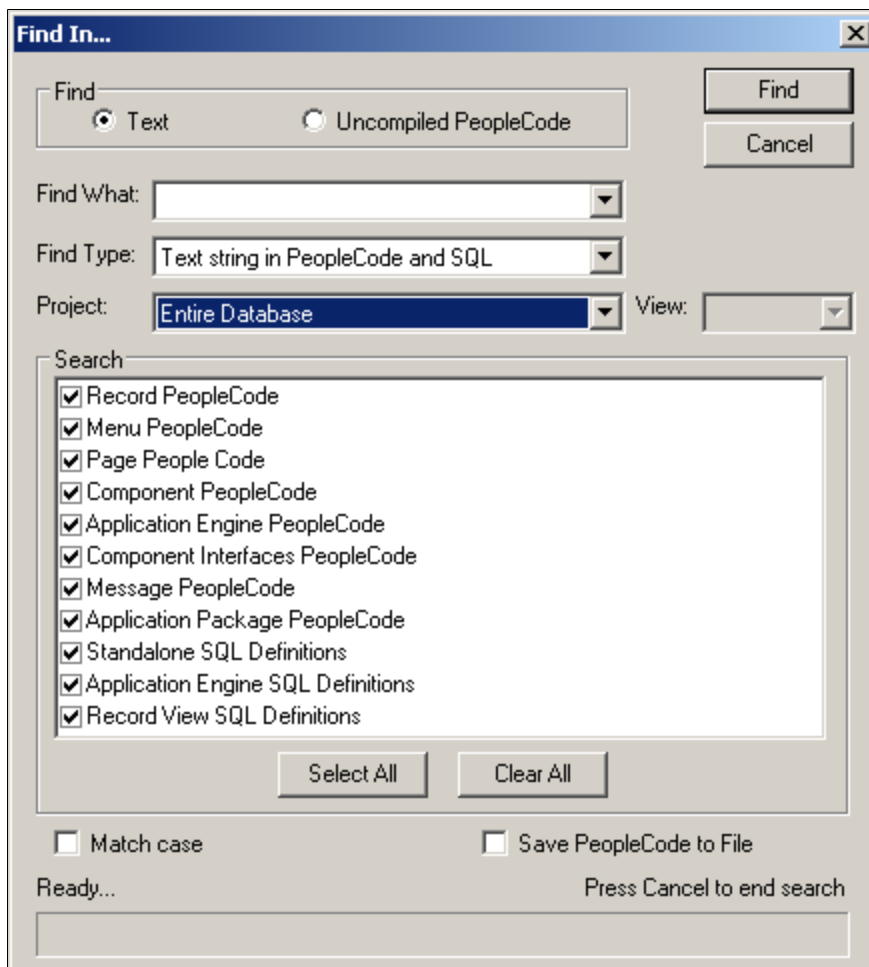 Find In...
Find
Text
Uncompiled PeopleCode
Find
Cancel
Find What:
Find Type: Text string in PeopleCode and SQL
Project: Entire Database View:
Search
Record PeopleCode
Menu PeopleCode
Page People Code
Component PeopleCode
Application Engine PeopleCode
Component Interfaces PeopleCode
Message PeopleCode
Application Package PeopleCode
Standalone SQL Definitions
Application Engine SQL Definitions
Record View SQL Definitions
Select All Clear All
Match case Save PeopleCode to File
Ready... Press Cancel to end search